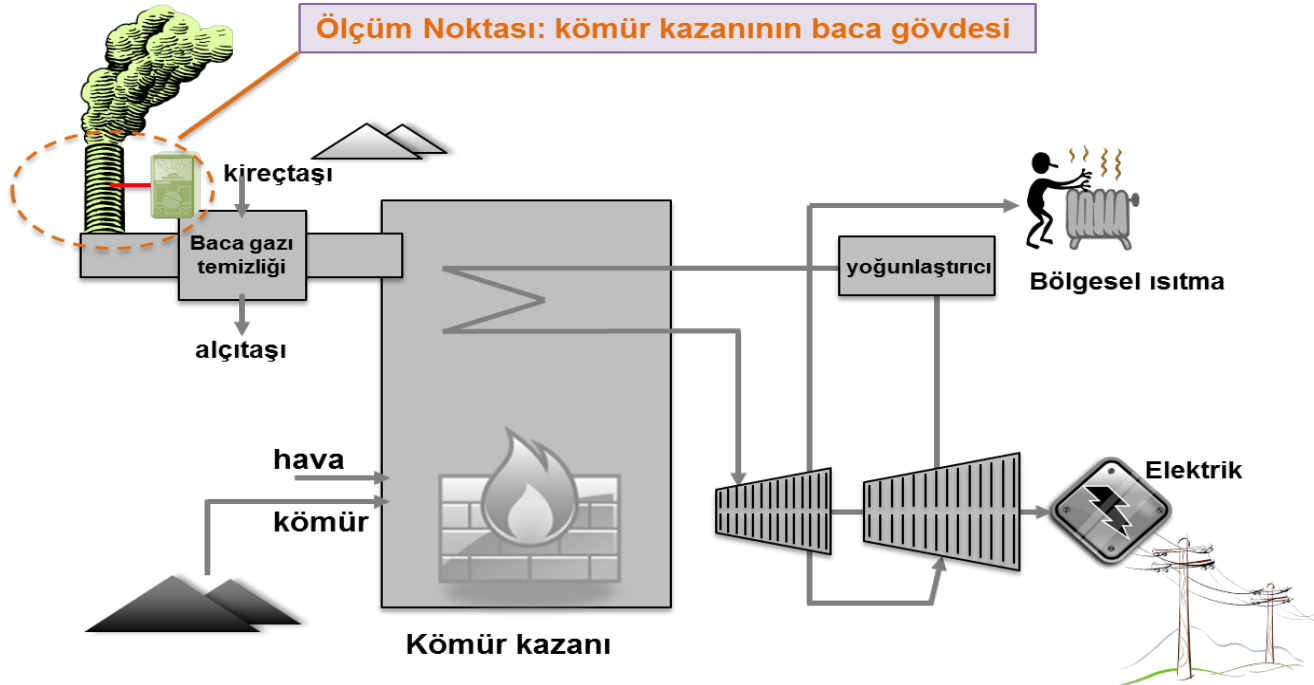 Ölçüm Noktası: kömür kazanının baca gövdesi
kireçtaşı
Baca gazı
temizliği
alçıtaşı
yoğunlaştırıcı
Bölgesel ısıtma
hava
kömür
Elektrik
Kömür kazanı